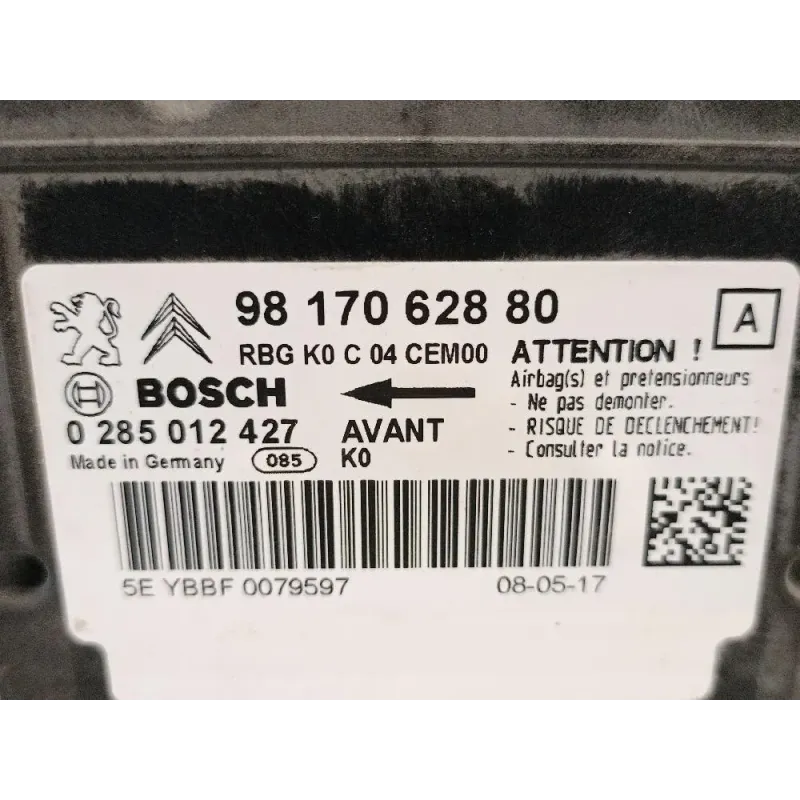 98 170 628 80
A
RBG K0 C 04 CEM00
ATTENTION !
BOSCH
Airbag(s) et pretensionneurs
- Ne pas demonter.
0 285 012 427
AVANT
- RISQUE DE DECLENCHEMENT!
Made in Germany
085
K0
- Consulter la notice.
5E YBBF 0079597
08-05-17